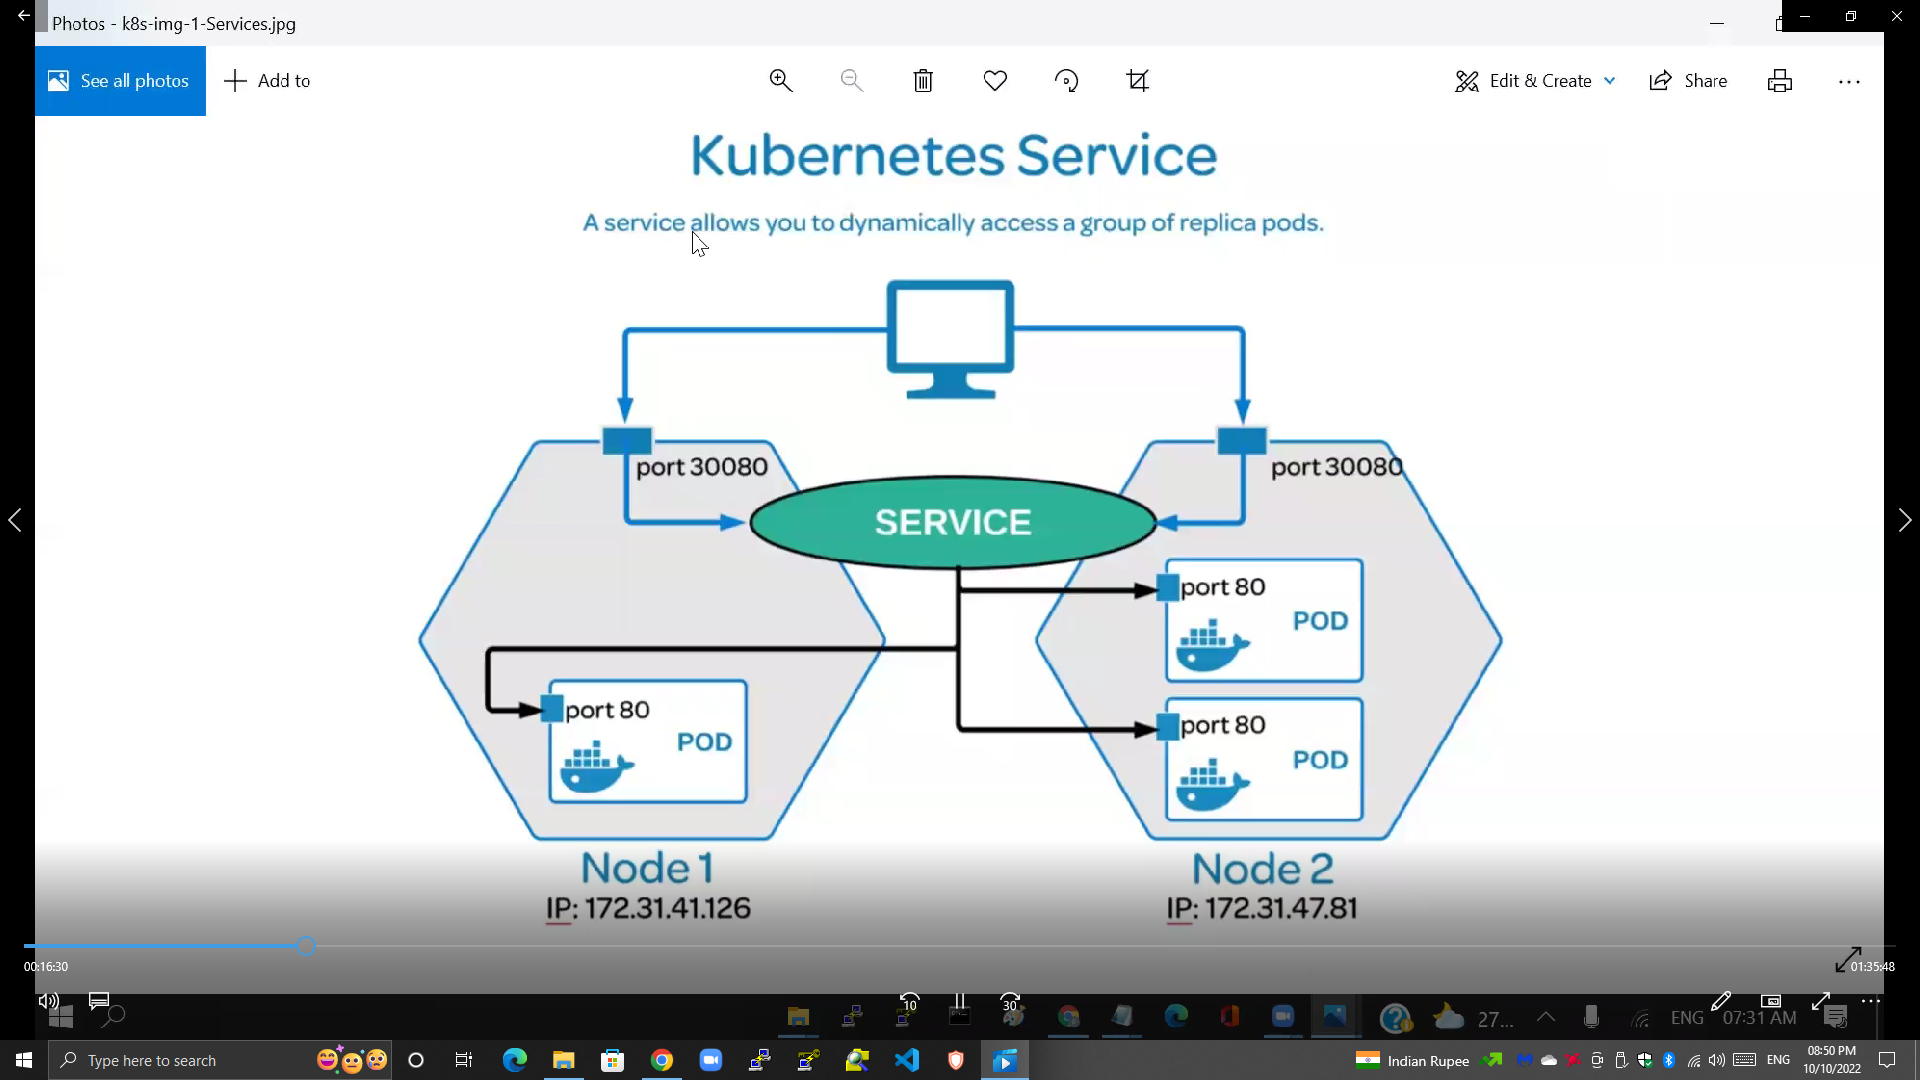 Photos - k8s-img-1-Services.jpg
See all photos
Add to
Edit & Create
Share
Kubernetes Service
A service allows you to dynamically access a group of replica pods.
port 30080
port 30080
SERVICE
port 80
POD
port 80
POD
port 80
POD
Node 1
IP: 172.31.41.126
Node 2
IP: 172.31.47.81
00:16:30
01:35:48
10
30
27...
ENG
07:31 AM
Type here to search
Indian Rupee
ENG
08:50 PM
10/10/2022